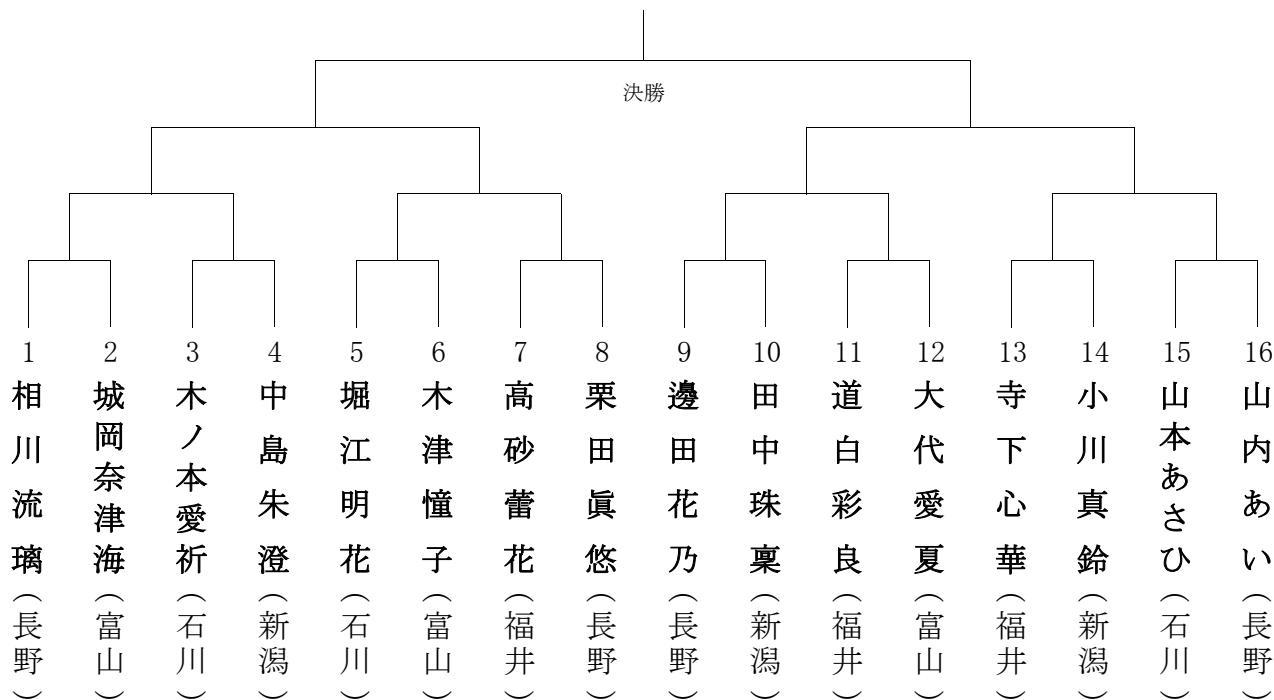 決勝
1 相川流璃(長野)
2 城岡奈津海(富山)
3 木ノ本愛祈(石川)
4 中島朱澄(新潟)
5 堀江明花(石川)
6 木津憧子(富山)
7 高砂蕾花(福井)
8 栗田眞悠(長野)
9 邊田花乃(長野)
10 田中珠稟(新潟)
11 道白彩良(福井)
12 大代愛夏(富山)
13 寺下心華(福井)
14 小川真鈴(新潟)
15 山本あさひ(石川)
16 山内あい(長野)